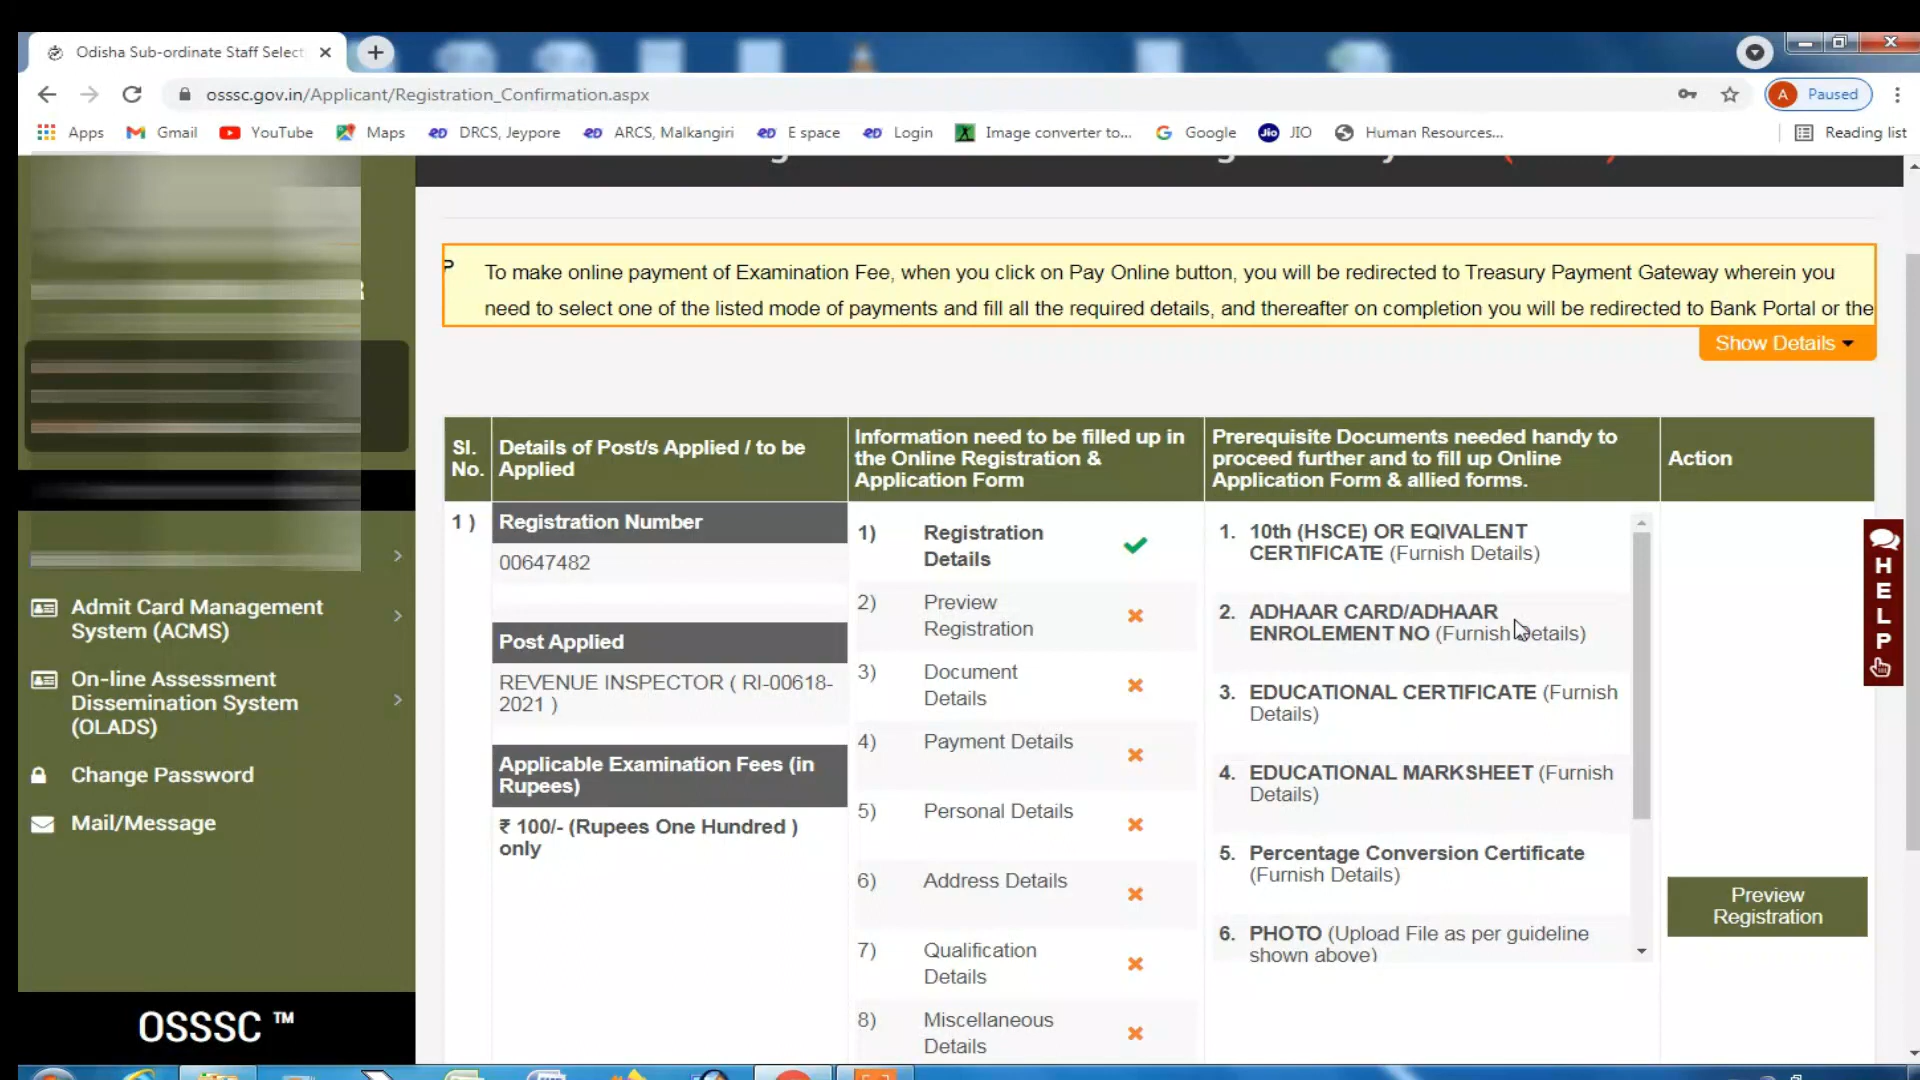 Odisha Sub-ordinate Staff Select
osssc.gov.in/Applicant/Registration_Confirmation.aspx
A Paused
Apps Gmail YouTube Maps DRCS, Jeypore ARCS, Malkangiri E space Login Image converter to... Google Jio JIO Human Resources... Reading list
To make online payment of Examination Fee, when you click on Pay Online button, you will be redirected to Treasury Payment Gateway wherein you
need to select one of the listed mode of payments and fill all the required details, and thereafter on completion you will be redirected to Bank Portal or the
Show Details
Admit Card Management
System (ACMS)
On-line Assessment
Dissemination System
(OLADS)
Change Password
Mail/Message
OSSSC ™
Sl.
No.
Details of Post/s Applied / to be
Applied
Information need to be filled up in
the Online Registration &
Application Form
Prerequisite Documents needed handy to
proceed further and to fill up Online
Application Form & allied forms.
Action
1 )
Registration Number
00647482
Post Applied
REVENUE INSPECTOR ( RI-00618-
2021 )
Applicable Examination Fees (in
Rupees)
₹ 100/- (Rupees One Hundred )
only
1) Registration
Details
2) Preview
Registration
3) Document
Details
4) Payment Details
5) Personal Details
6) Address Details
7) Qualification
Details
8) Miscellaneous
Details
1. 10th (HSCE) OR EQIVALENT
CERTIFICATE (Furnish Details)
2. ADHAAR CARD/ADHAAR
ENROLEMENT NO (Furnish Details)
3. EDUCATIONAL CERTIFICATE (Furnish
Details)
4. EDUCATIONAL MARKSHEET (Furnish
Details)
5. Percentage Conversion Certificate
(Furnish Details)
6. PHOTO (Upload File as per guideline
shown above)
Preview
Registration
HELP